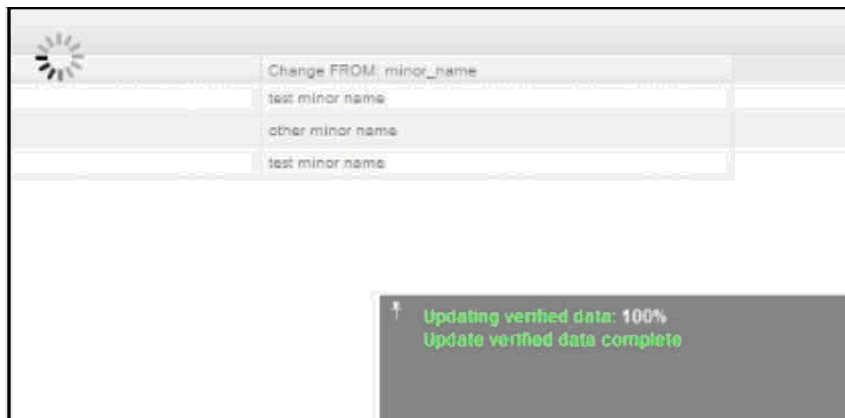 Change FROM: minor_name
test minor name
other minor name
test minor name
Updating verified data: 100%
Update verified data complete